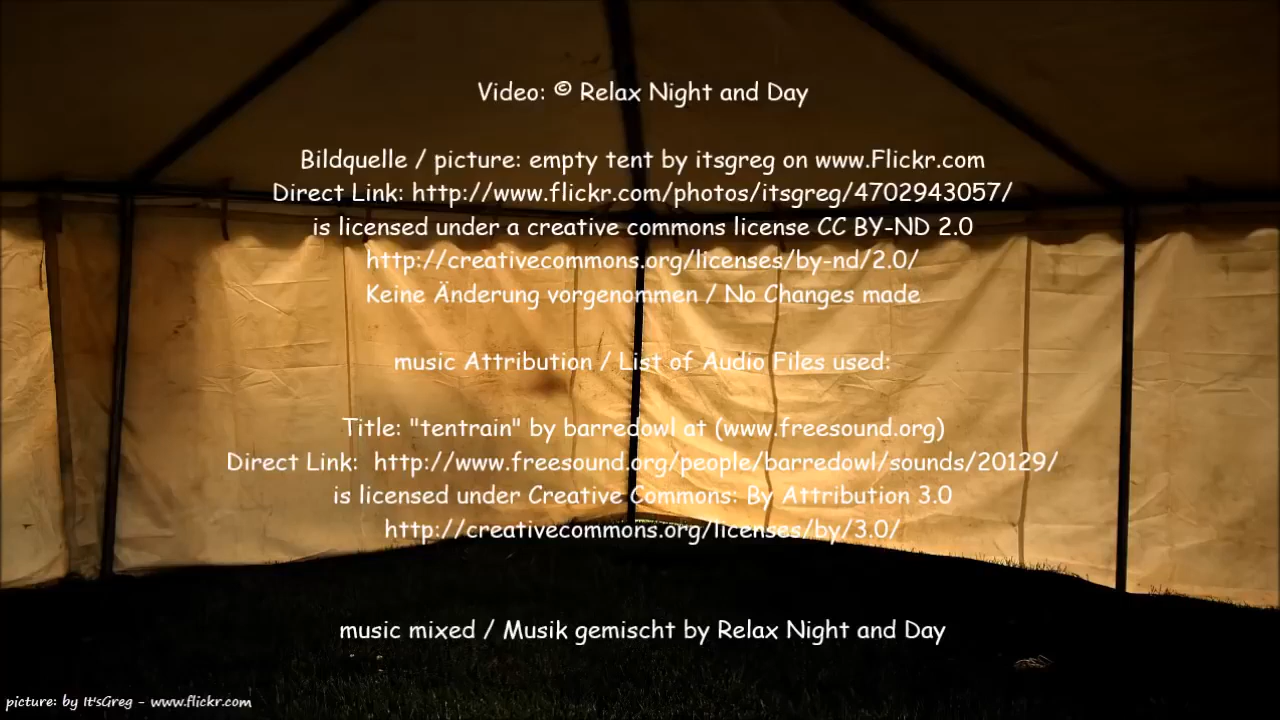 Video: © Relax Night and Day
Bildquelle / picture: empty tent by itsgreg on www.Flickr.com
Direct Link: http://www.flickr.com/photos/itsgreg/4702943057/
is licensed under a creative commons license CC BY-ND 2.0
http://creativecommons.org/licenses/by-nd/2.0/
Keine Änderung vorgenommen / No Changes made
music Attribution / List of Audio Files used:
Title: "tentrain" by barredowl at (www.freesound.org)
Direct Link:  http://www.freesound.org/people/barredowl/sounds/20129/
is licensed under Creative Commons: By Attribution 3.0
http://creativecommons.org/licenses/by/3.0/
music mixed / Musik gemischt by Relax Night and Day
picture: by It'sGreg - www.flickr.com